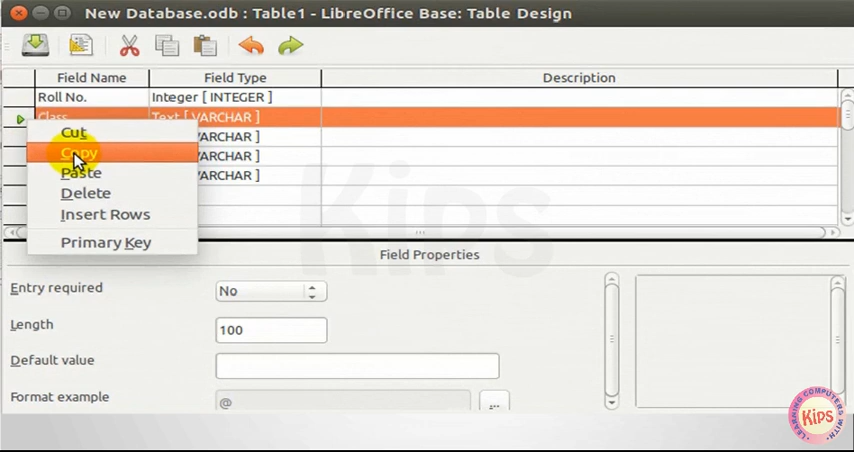 New Database.odb : Table1 - LibreOffice Base: Table Design
Field Name Field Type Description
Roll No. Integer [ INTEGER ]
Class Text [ VARCHAR ]
Cut VARCHAR ]
Copy VARCHAR ]
Paste VARCHAR ]
Delete
Insert Rows
Primary Key
Kips
Field Properties
Entry required No
Length 100
Default value
Format example @ ...
LEARNING COMPUTERS WITH
Kips